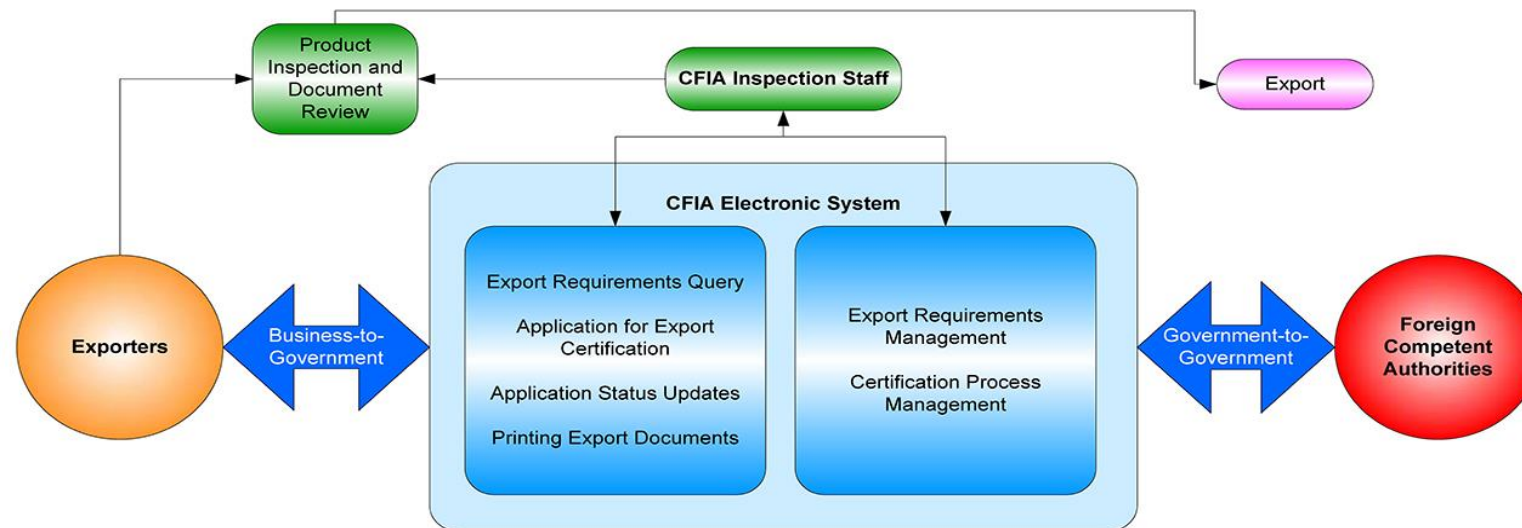 Product
Inspection and
Document
Review
CFIA Inspection Staff
Export
CFIA Electronic System
Exporters
Business-to-
Government
Export Requirements Query
Application for Export
Certification
Application Status Updates
Printing Export Documents
Export Requirements
Management
Certification Process
Management
Government-to-
Government
Foreign
Competent
Authorities